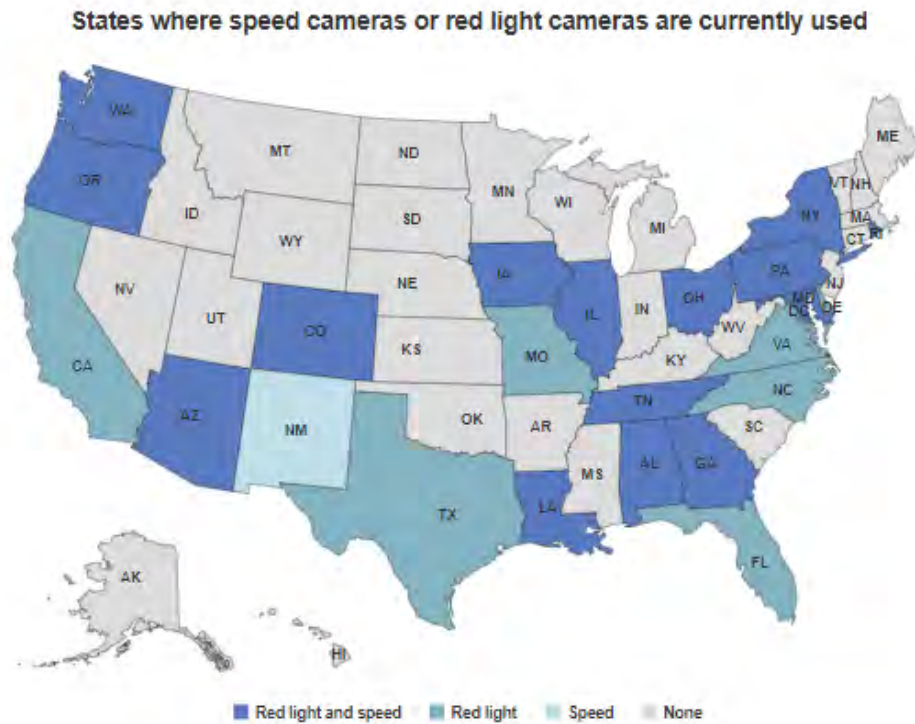 States where speed cameras or red light cameras are currently used
WA
MT
ND
ME
OR
MN
VT
NH
ID
SD
WI
NY
MA
WY
MI
CT
RI
IA
PA
NE
NJ
NV
IL
IN
OH
MD
DE
UT
CO
DC
WV
CA
KS
MO
VA
KY
NC
AZ
NM
OK
TN
AR
SC
MS
AL
GA
TX
LA
FL
AK
HI
Red light and speed
Red light
Speed
None